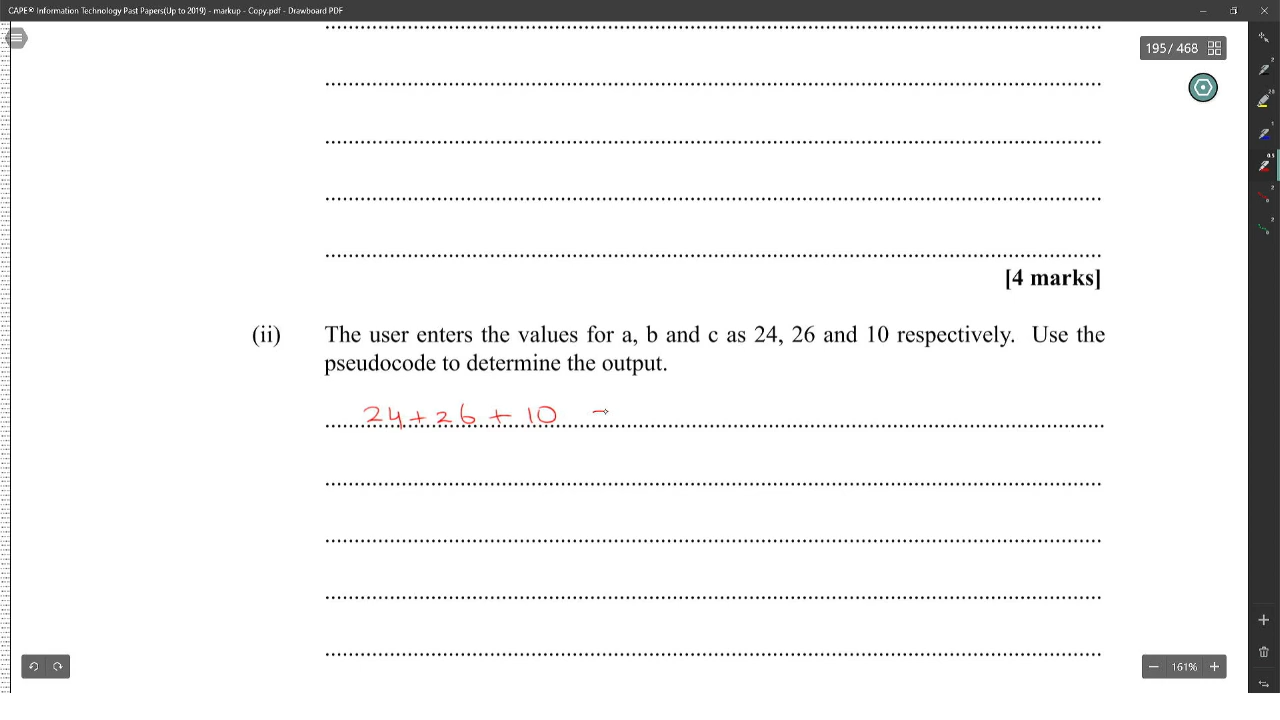 CAPE® Information Technology Past Papers(Up to 2019) - markup - Copy.pdf - Drawboard PDF
195 / 468
[4 marks]
(ii) The user enters the values for a, b and c as 24, 26 and 10 respectively. Use the
pseudocode to determine the output.
24+26 + 10
161%